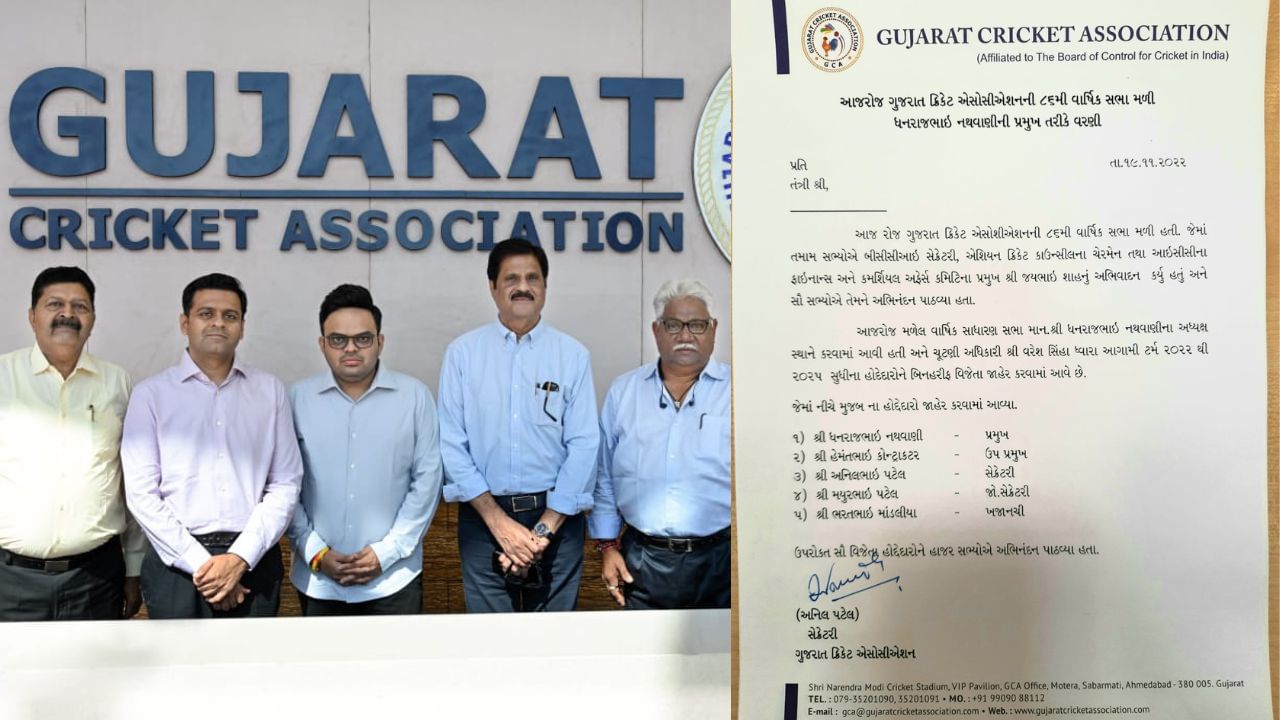 GUJARAT
CRICKET ASSOCIATION
GUJARAT CRICKET ASSOCIATION
GCA
GUJARAT CRICKET ASSOCIATION
(Affiliated to The Board of Control for Cricket in India)
આજરોજ ગુજરાત ક્રિકેટ એસોસીએશનની ૮૬મી વાર્ષિક સભા મળી
ધનરાજભાઇ નથવાણીની પ્રમુખ તરીકે વરણી
પ્રતિ
તા.૧૯.૧૧.૨૦૨૨
તંત્રી શ્રી,
આજ રોજ ગુજરાત ક્રિકેટ એસોશીએશનની ૮૬મી વાર્ષિક સભા મળી હતી. જેમાં
તમામ સભ્યોએ બીસીસીઆઇ સેક્રેટરી, એશિયન ક્રિકેટ કાઉન્સીલના ચેરમેન તથા આઇસીસીના
ફાઇનાન્સ અને કમર્શિયલ અફેર્સ કમિટિના પ્રમુખ શ્રી જયભાઇ શાહનું અભિવાદન કર્યુ હતું અને
સૌ સભ્યોએ તેમને અભિનંદન પાઠવ્યા હતા.
આજરોજ મળેલ વાર્ષિક સાધારણ સભા માન.શ્રી ધનરાજભાઇ નથવાણીના અધ્યક્ષ
સ્થાને કરવામાં આવી હતી અને ચૂટણી અધિકારી શ્રી વરેશ સિંહા ધ્વારા આગામી ટર્મ ૨૦૨૨ થી
૨૦૨૫ સુધીના હોદેદારોને બિનહરીફ વિજેતા જાહેર કરવામાં આવે છે.
જેમાં નીચે મુજબ ના હોદ્દેદારો જાહેર કરવામાં આવ્યા.
૧) શ્રી ધનરાજભાઇ નથવાણી - પ્રમુખ
૨) શ્રી હેમંતભાઇ કોન્ટ્રાકટર - ઉપ પ્રમુખ
૩) શ્રી અનિલભાઇ પટેલ - સેક્રેટરી
૪) શ્રી મયુરભાઇ પટેલ - જો.સેક્રેટરી
૫) શ્રી ભરતભાઇ માંડલીયા - ખજાનચી
ઉપરોકત સૌ વિજેતા હોદેદારોને હાજર સભ્યોએ અભિનંદન પાઠવ્યા હતા.
(અનિલ પટેલ)
સેક્રેટરી
ગુજરાત ક્રિકેટ એસોસીએશન
Shri Narendra Modi Cricket Stadium, VIP Pavilion, GCA Office, Motera, Sabarmati, Ahmedabad - 380 005. Gujarat
TEL. : 079-35201090, 35201091 • MO. : +91 99090 88112
E-mail : gca@gujaratcricketassociation.com • Web. : www.gujaratcricketassociation.com